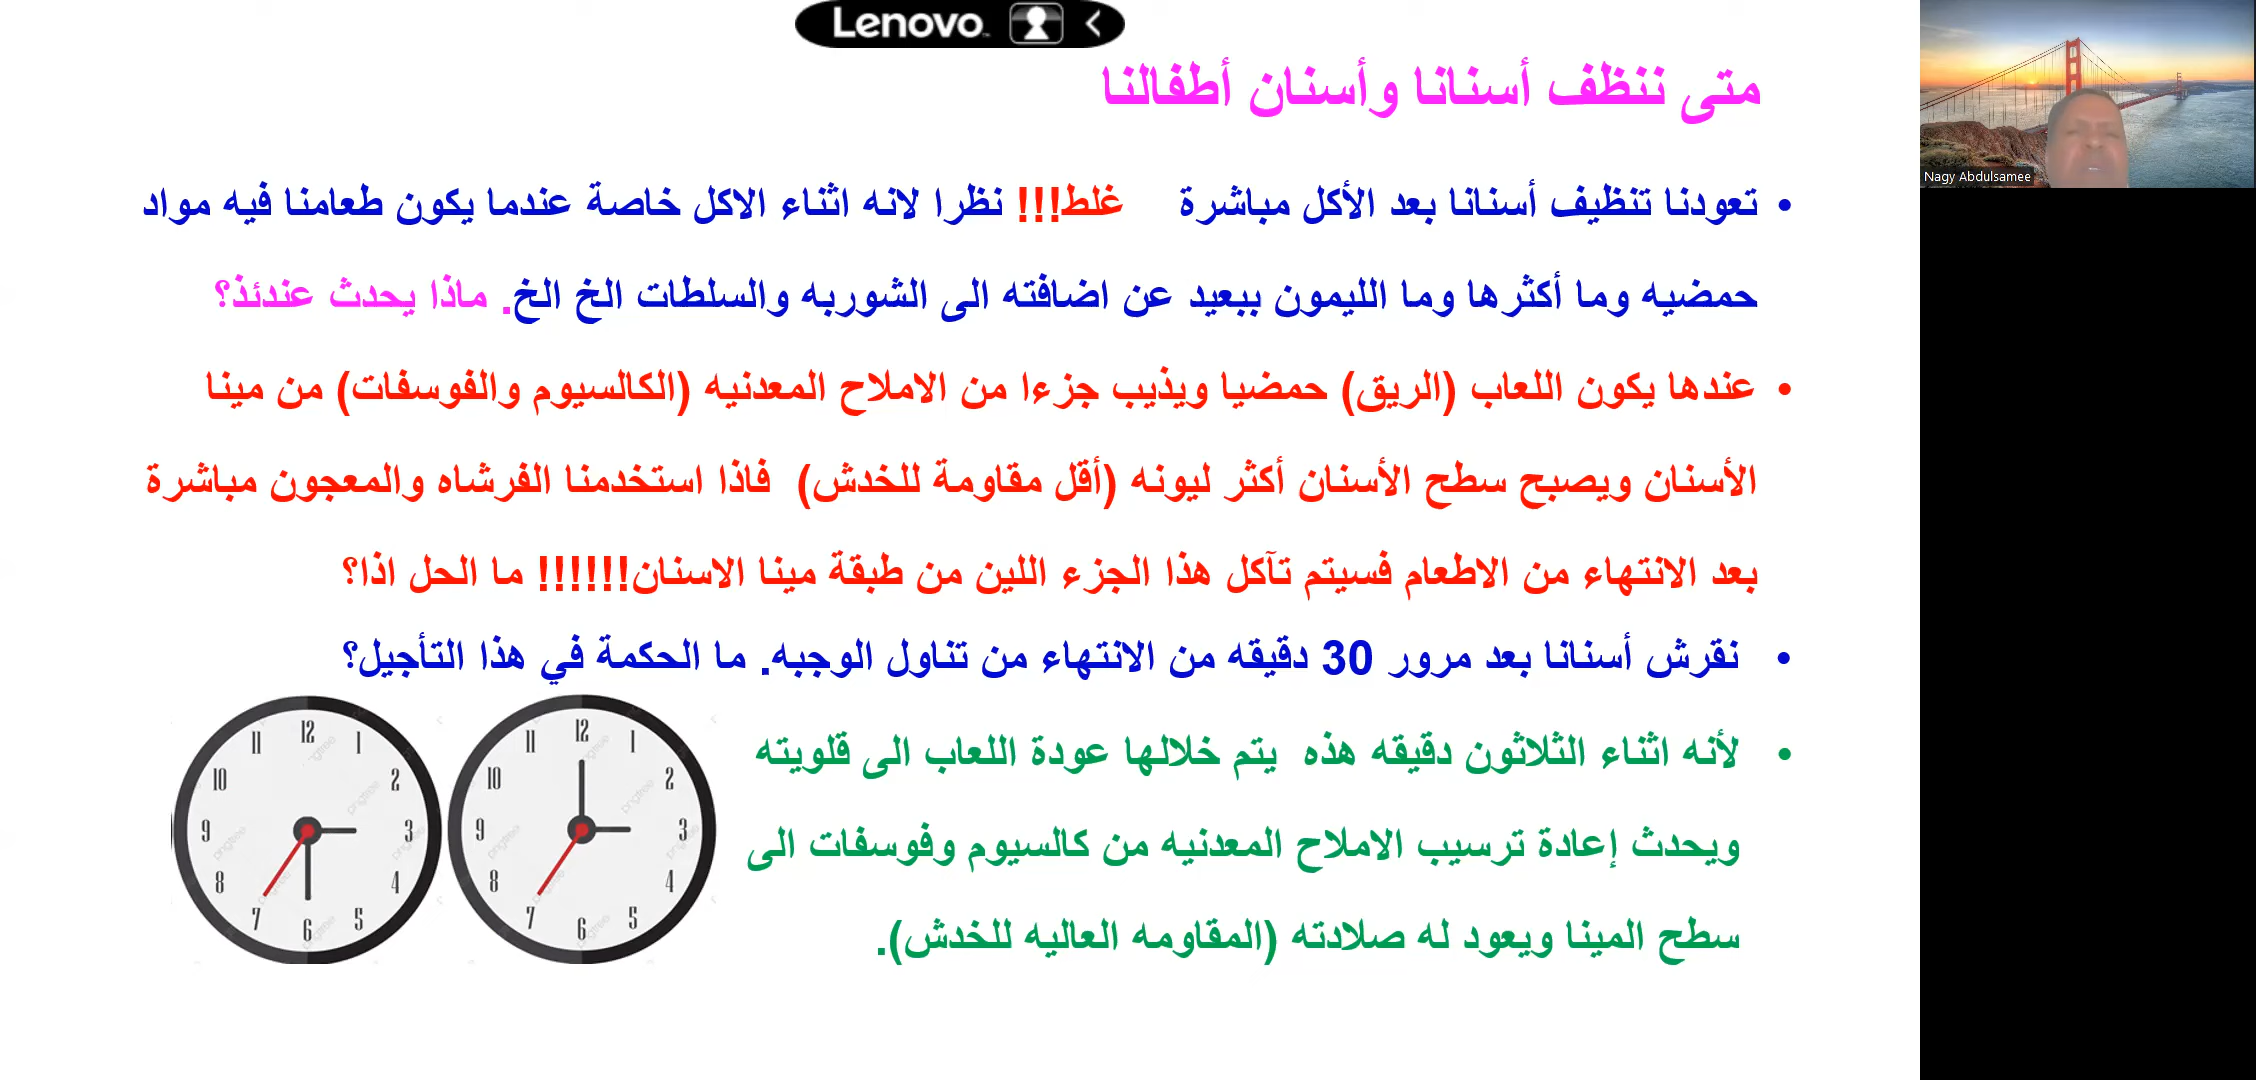 Lenovo
متى ننظف أسنانا وأسنان أطفالنا
Nagy Abdulsamee
• تعودنا تنظيف أسنانا بعد الأكل مباشرة غلط!!! نظرا لانه اثناء الاكل خاصة عندما يكون طعامنا فيه مواد
حمضيه وما أكثرها وما الليمون ببعيد عن اضافته الى الشوربه والسلطات الخ الخ. ماذا يحدث عندئذ؟
• عندها يكون اللعاب (الريق) حمضيا ويذيب جزءا من الاملاح المعدنيه (الكالسيوم والفوسفات) من مينا
الأسنان ويصبح سطح الأسنان أكثر ليونه (أقل مقاومة للخدش) فاذا استخدمنا الفرشاه والمعجون مباشرة
بعد الانتهاء من الاطعام فسيتم تآكل هذا الجزء اللين من طبقة مينا الاسنان!!!!!! ما الحل اذا؟
• نقرش أسنانا بعد مرور 30 دقيقه من الانتهاء من تناول الوجبه. ما الحكمة في هذا التأجيل؟
• لأنه اثناء الثلاثون دقيقه هذه يتم خلالها عودة اللعاب الى قلويته
ويحدث إعادة ترسيب الاملاح المعدنيه من كالسيوم وفوسفات الى
سطح المينا ويعود له صلادته (المقاومه العاليه للخدش).
12 1 2 3 4 5 6 7 8 9 10 11
12 1 2 3 4 5 6 7 8 9 10 11